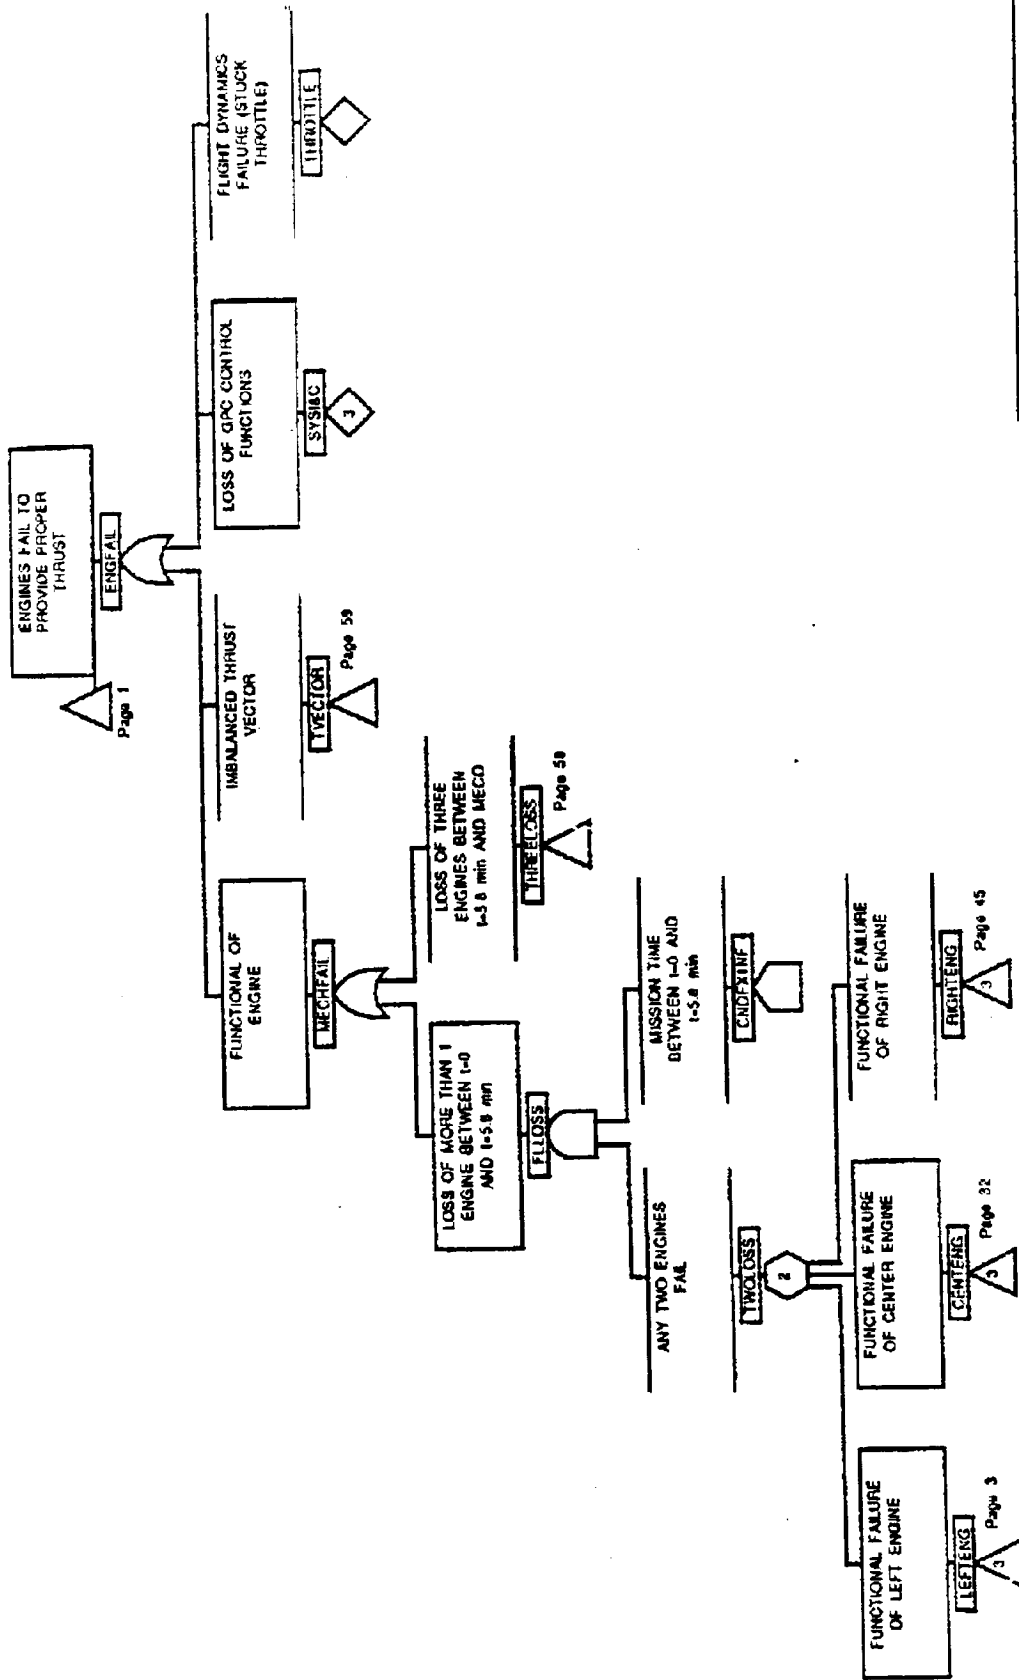 ENGINES FAIL TO
PROVIDE PROPER
THRUST
Page 1
ENGFAIL
FUNCTIONAL OF
ENGINE
MECHFAIL
IMBALANCED THRUST
VECTOR
TVECTOR
Page 59
LOSS OF GPC CONTROL
FUNCTIONS
SYSI&C
3
FLIGHT DYNAMICS
FAILURE (STUCK
THROTTLE)
THROTTLE
LOSS OF MORE THAN 1
ENGINE BETWEEN t=0
AND t=5.8 min
FLLOSS
LOSS OF THREE
ENGINES BETWEEN
t=5.8 min AND MECO
THREELOSS
Page 58
ANY TWO ENGINES
FAIL
TWOLOSS
2
MISSION TIME
BETWEEN t=0 AND
t=5.8 min
FUNCTIONAL FAILURE
OF LEFT ENGINE
LEFTENG
3
Page 3
FUNCTIONAL FAILURE
OF CENTER ENGINE
CENTENG
3
Page 32
FUNCTIONAL FAILURE
OF RIGHT ENGINE
RIGHTENG
3
Page 45